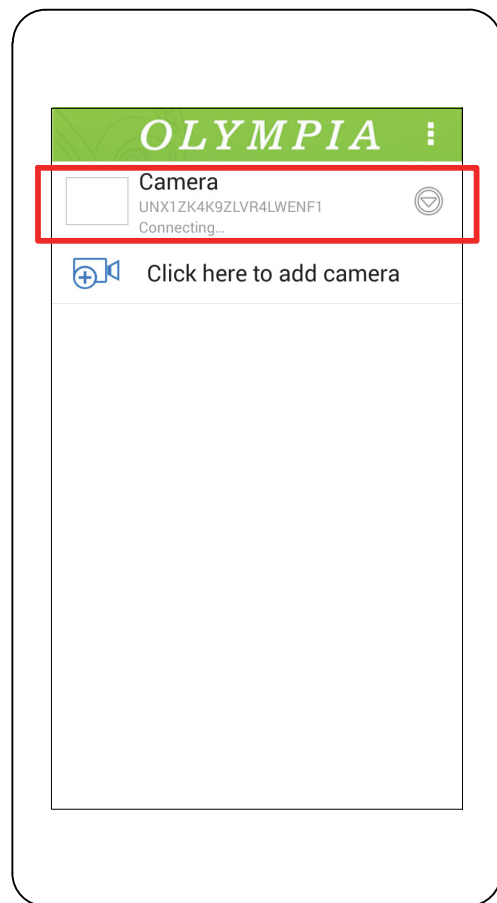 OLYMPIA
Camera
UNX1ZK4K9ZLVR4LWENF1
Connecting...
Click here to add camera